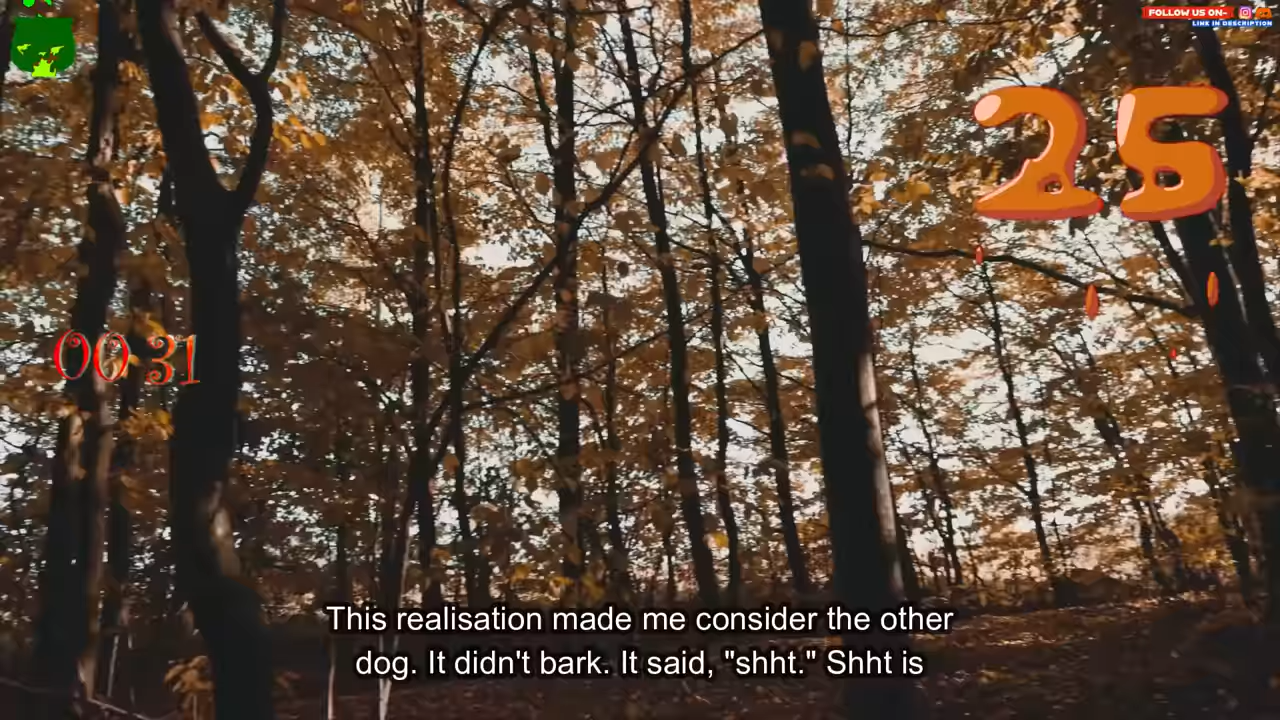 FOLLOW US ON-
LINK IN DESCRIPTION
25
00:31
This realisation made me consider the other
dog. It didn't bark. It said, "shht." Shht is